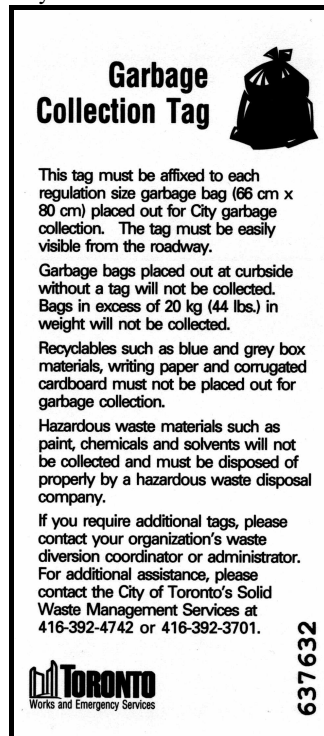 Garbage
Collection Tag
This tag must be affixed to each
regulation size garbage bag (66 cm x
80 cm) placed out for City garbage
collection. The tag must be easily
visible from the roadway.
Garbage bags placed out at curbside
without a tag will not be collected.
Bags in excess of 20 kg (44 lbs.) in
weight will not be collected.
Recyclables such as blue and grey box
materials, writing paper and corrugated
cardboard must not be placed out for
garbage collection.
Hazardous waste materials such as
paint, chemicals and solvents will not
be collected and must be disposed of
properly by a hazardous waste disposal
company.
If you require additional tags, please
contact your organization's waste
diversion coordinator or administrator.
For additional assistance, please
contact the City of Toronto's Solid
Waste Management Services at
416-392-4742 or 416-392-3701.
TORONTO
Works and Emergency Services
637632